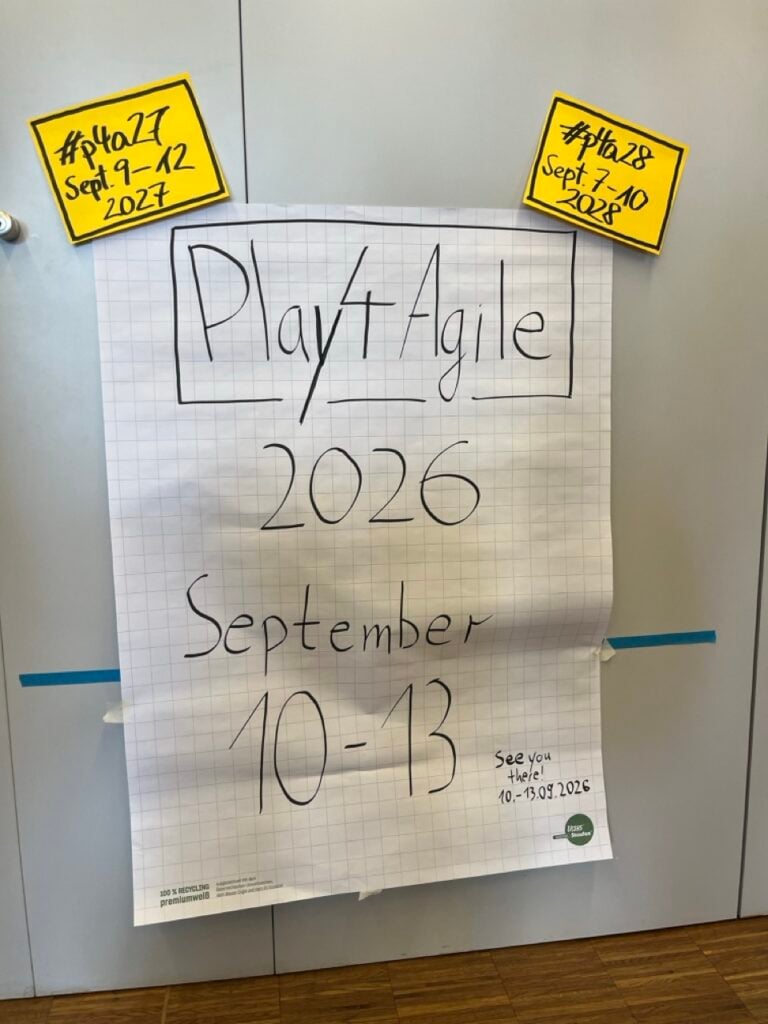 #p4a27
Sept. 9-12
2027
#p4a28
Sept. 7-10
2028
Play4Agile
2026
September
10-13
See you
there!
10.-13.09.2026
100 % RECYCLING
premiumweiß